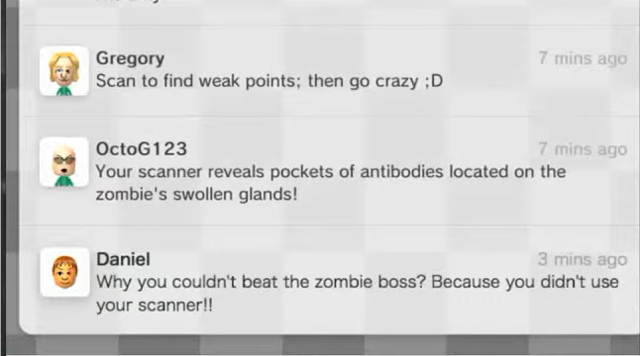 Gregory 7 mins ago
Scan to find weak points; then go crazy ;D
OctoG123 7 mins ago
Your scanner reveals pockets of antibodies located on the
zombie's swollen glands!
Daniel 3 mins ago
Why you couldn't beat the zombie boss? Because you didn't use
your scanner!!